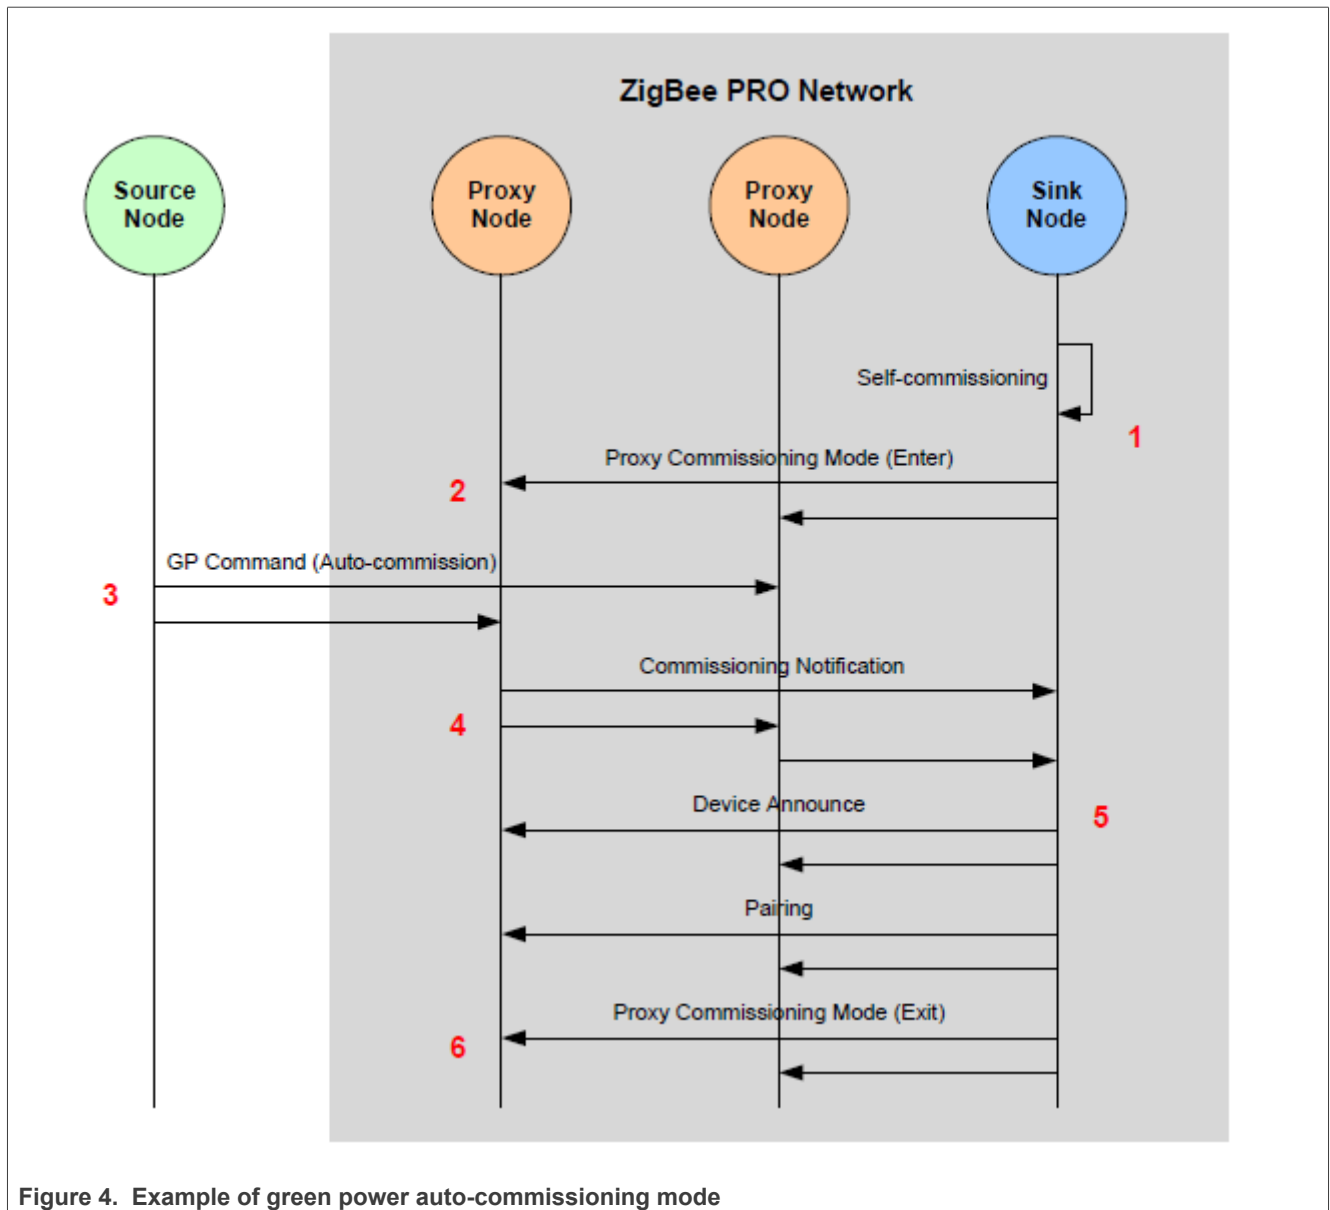 ZigBee PRO Network
Source
Node
Proxy
Node
Proxy
Node
Sink
Node
Self-commissioning
1
Proxy Commissioning Mode (Enter)
2
GP Command (Auto-commission)
3
Commissioning Notification
4
Device Announce
5
Pairing
Proxy Commissioning Mode (Exit)
6
Figure 4. Example of green power auto-commissioning mode